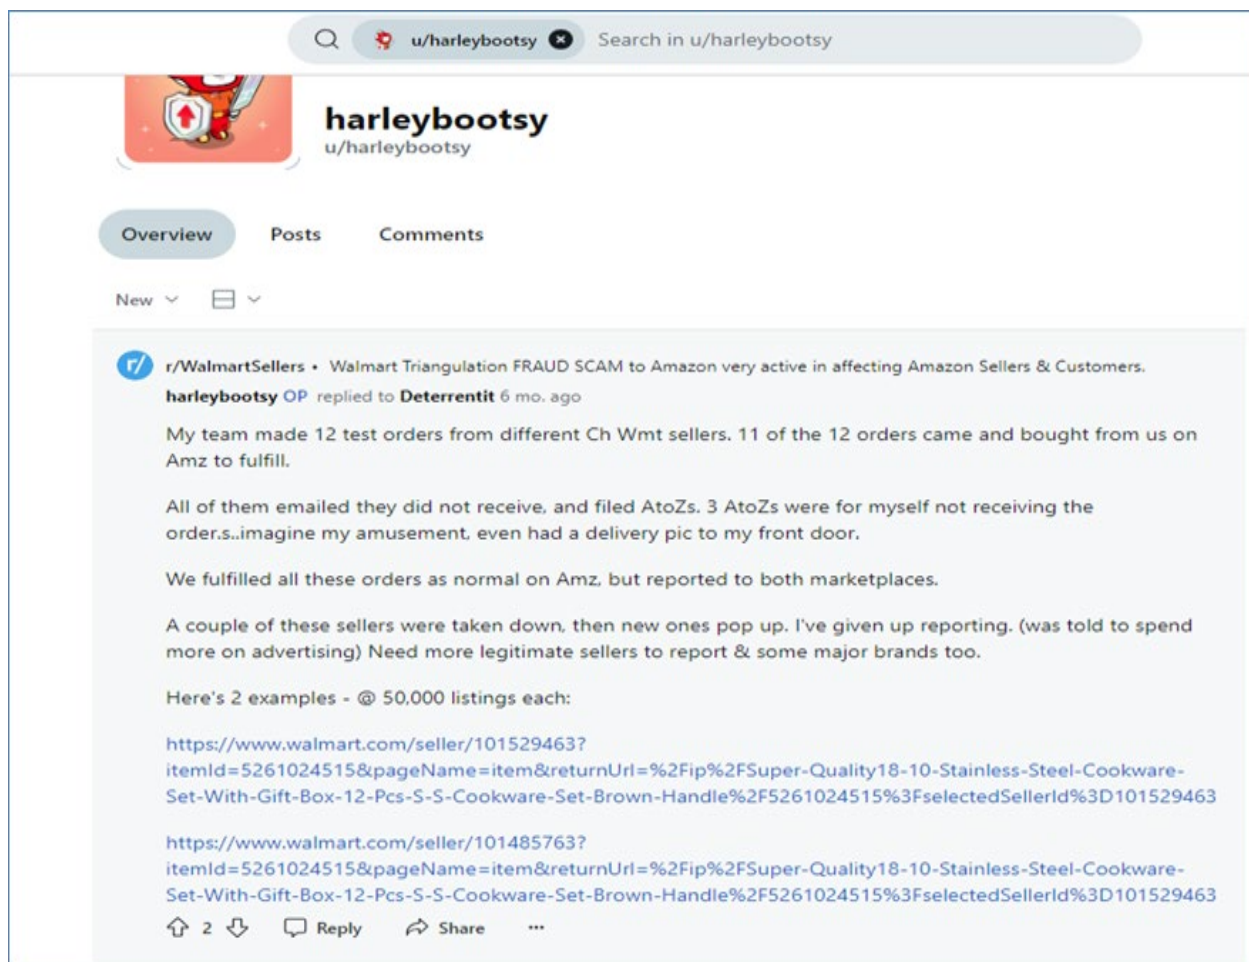 u/harleybootsy Search in u/harleybootsy
harleybootsy
u/harleybootsy
Overview Posts Comments
New
r/ r/WalmartSellers • Walmart Triangulation FRAUD SCAM to Amazon very active in affecting Amazon Sellers & Customers.
harleybootsy OP replied to Deterrentit 6 mo. ago
My team made 12 test orders from different Ch Wmt sellers. 11 of the 12 orders came and bought from us on
Amz to fulfill.
All of them emailed they did not receive, and filed AtoZs. 3 AtoZs were for myself not receiving the
order.s..imagine my amusement, even had a delivery pic to my front door.
We fulfilled all these orders as normal on Amz, but reported to both marketplaces.
A couple of these sellers were taken down, then new ones pop up. I've given up reporting. (was told to spend
more on advertising) Need more legitimate sellers to report & some major brands too.
Here's 2 examples - @ 50,000 listings each:
https://www.walmart.com/seller/101529463?
itemId=5261024515&pageName=item&returnUrl=%2Fip%2FSuper-Quality18-10-Stainless-Steel-Cookware-
Set-With-Gift-Box-12-Pcs-S-S-Cookware-Set-Brown-Handle%2F5261024515%3FselectedSellerId%3D101529463
https://www.walmart.com/seller/101485763?
itemId=5261024515&pageName=item&returnUrl=%2Fip%2FSuper-Quality18-10-Stainless-Steel-Cookware-
Set-With-Gift-Box-12-Pcs-S-S-Cookware-Set-Brown-Handle%2F5261024515%3FselectedSellerId%3D101529463
2 Reply Share ...